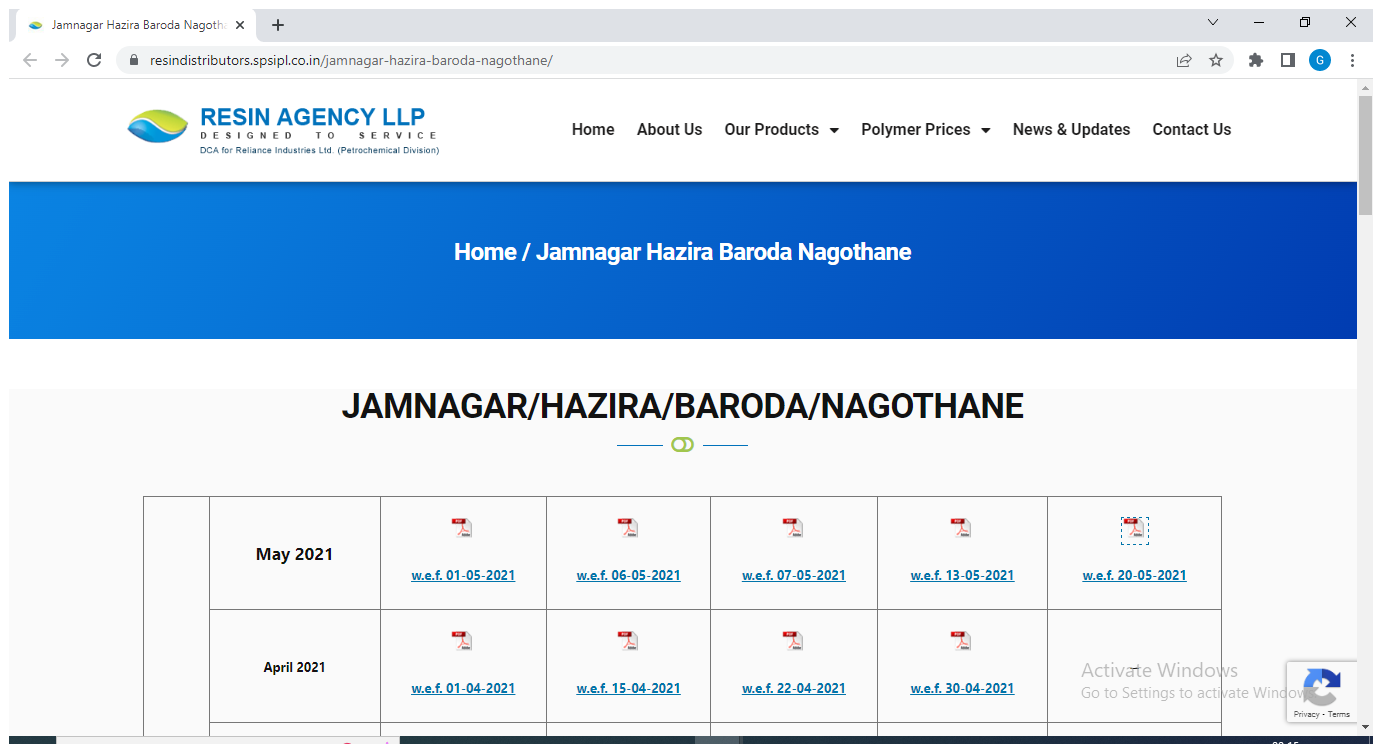 Jamnagar Hazira Baroda Nagoth
resindistributors.spsipl.co.in/jamnagar-hazira-baroda-nagothane/
G
RESIN AGENCY LLP
DESIGNED TO SERVICE
DCA for Reliance Industries Ltd. (Petrochemical Division)
Home About Us Our Products Polymer Prices News & Updates Contact Us
Home / Jamnagar Hazira Baroda Nagothane
JAMNAGAR/HAZIRA/BARODA/NAGOTHANE
May 2021
w.e.f. 01-05-2021 w.e.f. 06-05-2021 w.e.f. 07-05-2021 w.e.f. 13-05-2021 w.e.f. 20-05-2021
April 2021
w.e.f. 01-04-2021 w.e.f. 15-04-2021 w.e.f. 22-04-2021 w.e.f. 30-04-2021
–
Activate Windows
Go to Settings to activate Windows
Privacy - Terms